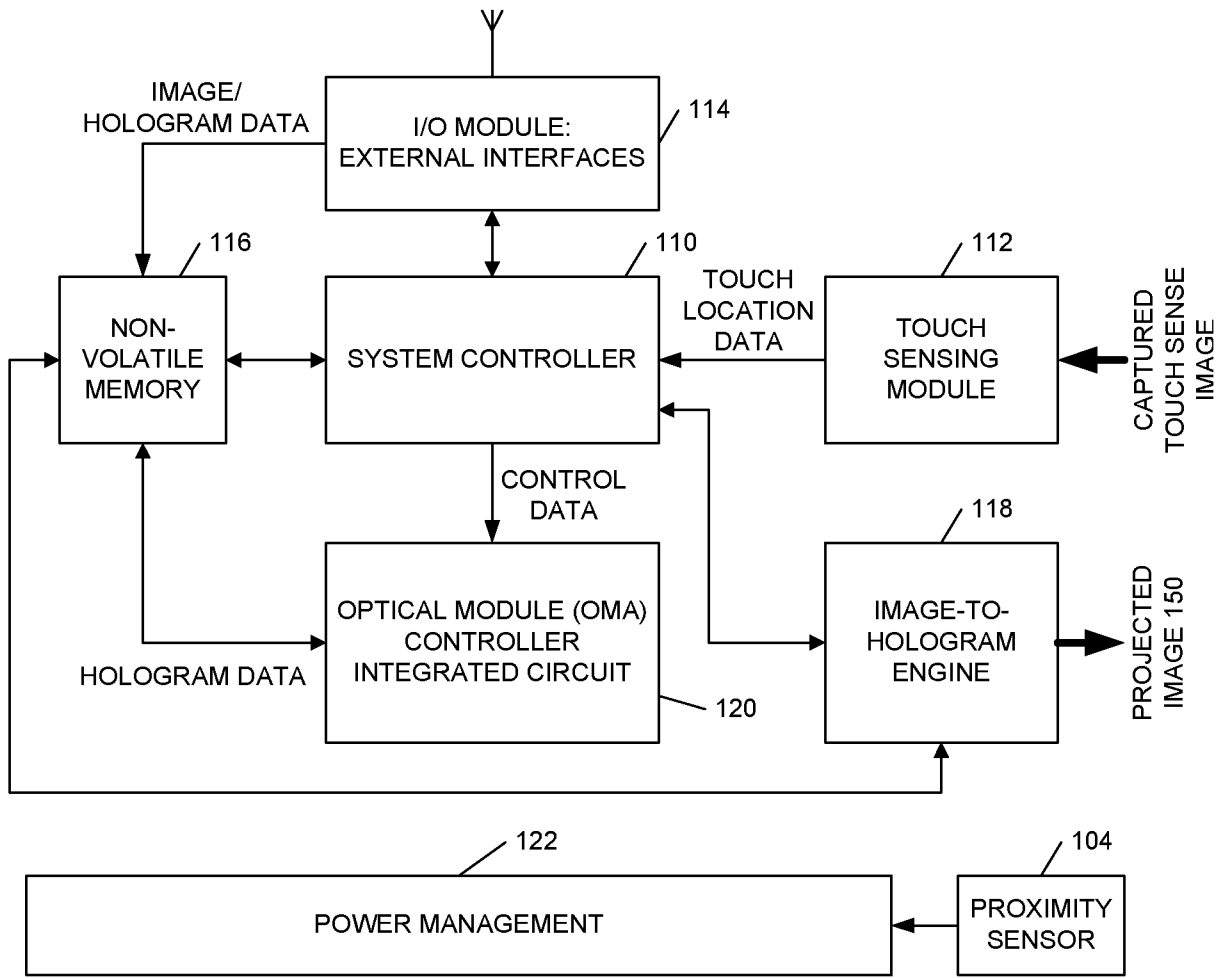 IMAGE/
HOLOGRAM DATA
I/O MODULE:
EXTERNAL INTERFACES
114
116
110
112
NON-
VOLATILE
MEMORY
SYSTEM CONTROLLER
TOUCH
LOCATION
DATA
TOUCH
SENSING
MODULE
CAPTURED
TOUCH SENSE
IMAGE
CONTROL
DATA
118
OPTICAL MODULE (OMA)
CONTROLLER
INTEGRATED CIRCUIT
HOLOGRAM DATA
120
IMAGE-TO-
HOLOGRAM
ENGINE
PROJECTED
IMAGE 150
122
104
POWER MANAGEMENT
PROXIMITY
SENSOR